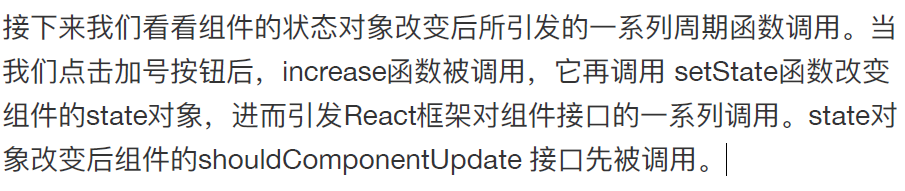 接下来我们看看组件的状态对象改变后所引发的一系列周期函数调用。当
我们点击加号按钮后，increase函数被调用，它再调用 setState函数改变
组件的state对象，进而引发React框架对组件接口的一系列调用。state对
象改变后组件的shouldComponentUpdate 接口先被调用。